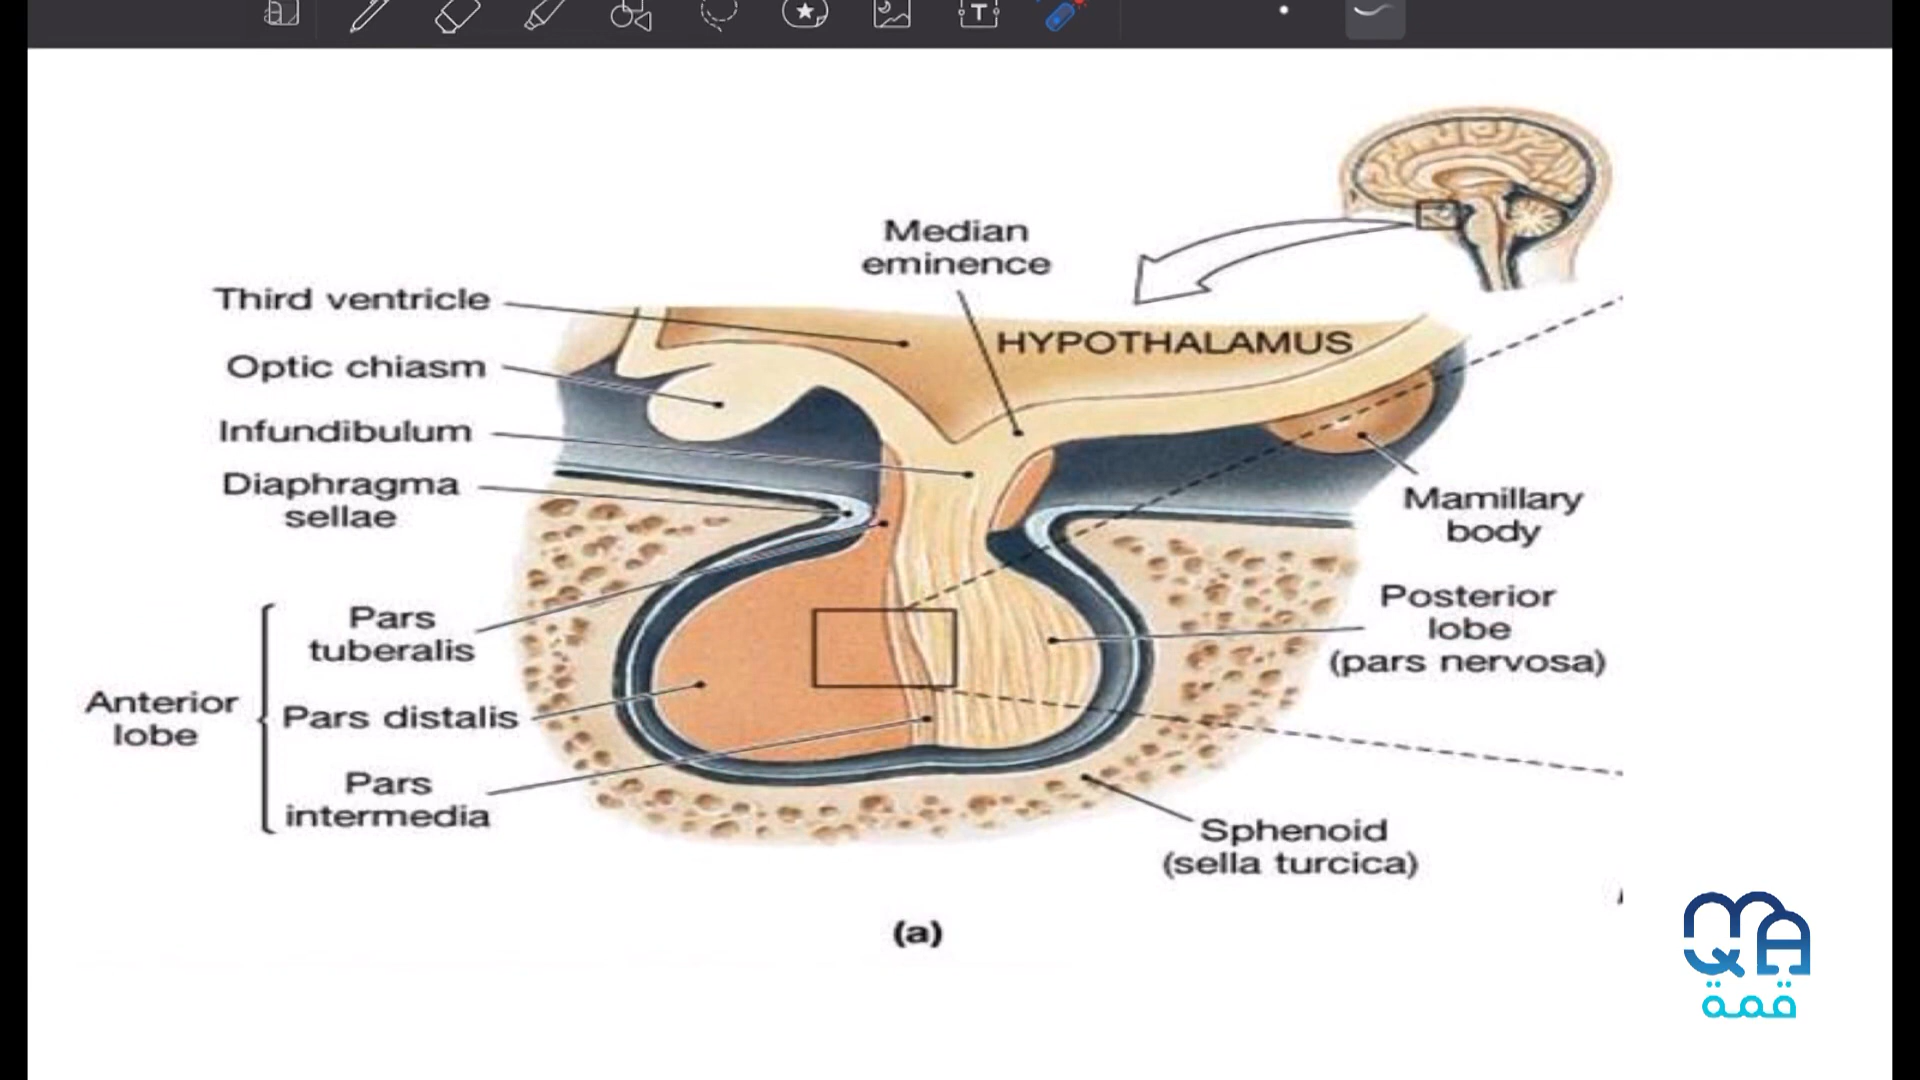 Median
eminence
Third ventricle
HYPOTHALAMUS
Optic chiasm
Infundibulum
Diaphragma
sellae
Mamillary
body
Pars
tuberalis
Posterior
lobe
(pars nervosa)
Anterior
lobe
Pars distalis
Pars
intermedia
Sphenoid
(sella turcica)
(a)
QMA
قمة